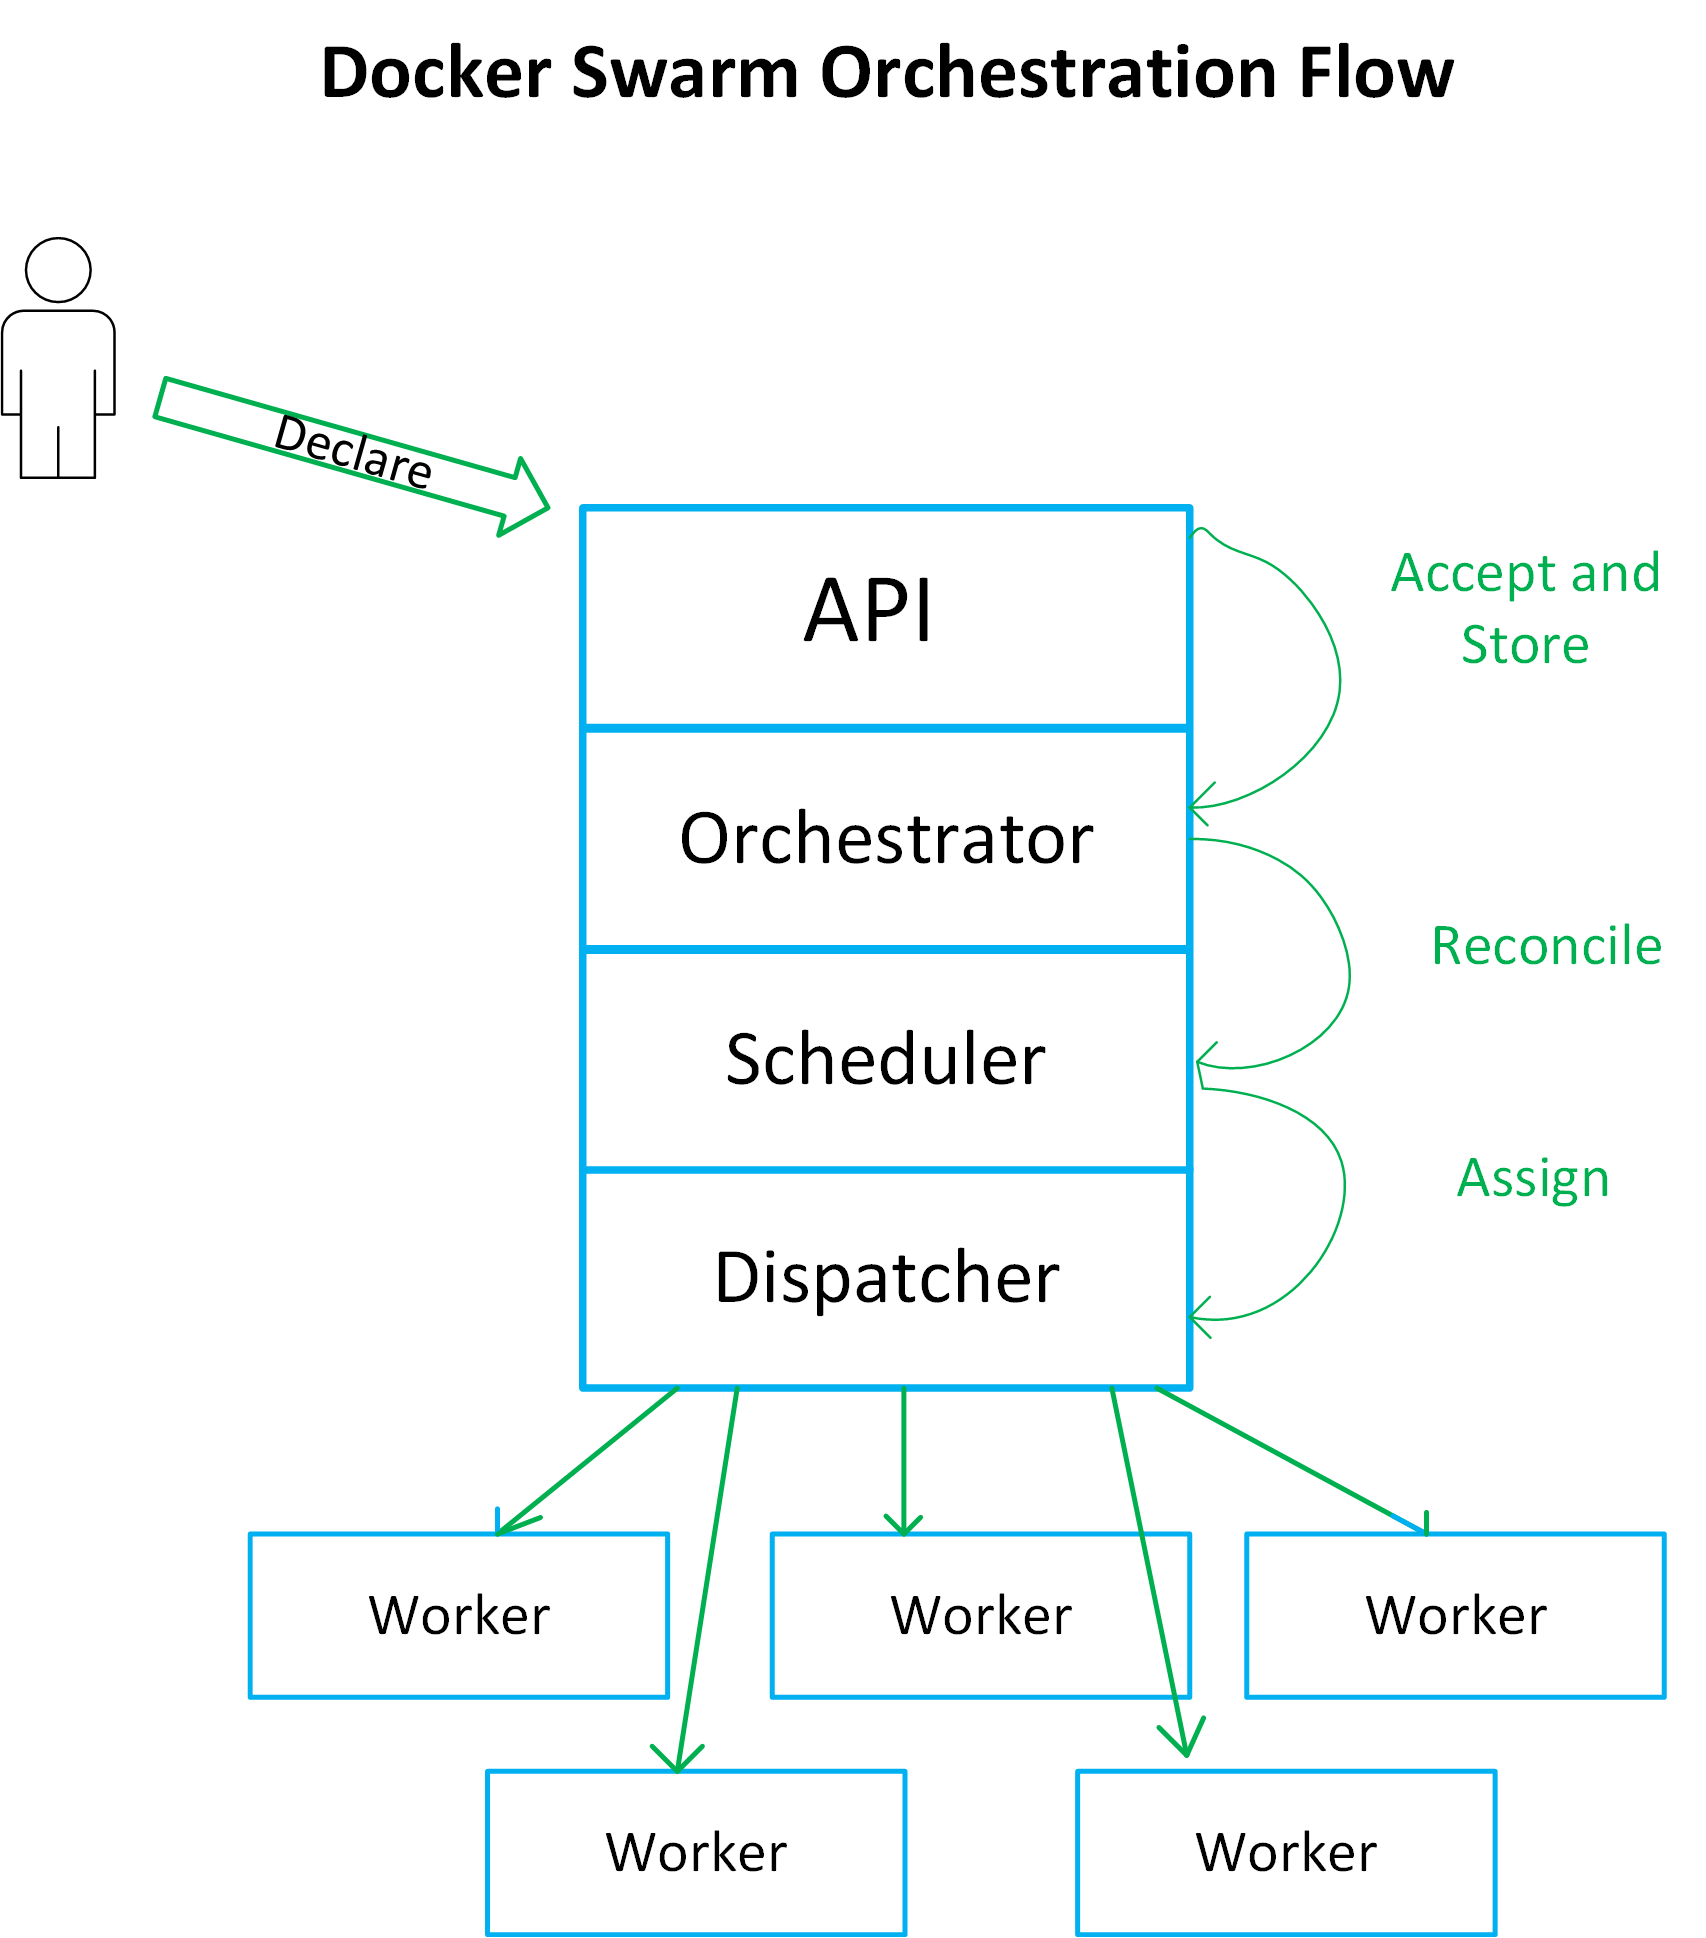 Docker Swarm Orchestration Flow
Declare
API
Accept and
Store
Orchestrator
Reconcile
Scheduler
Assign
Dispatcher
Worker
Worker
Worker
Worker
Worker